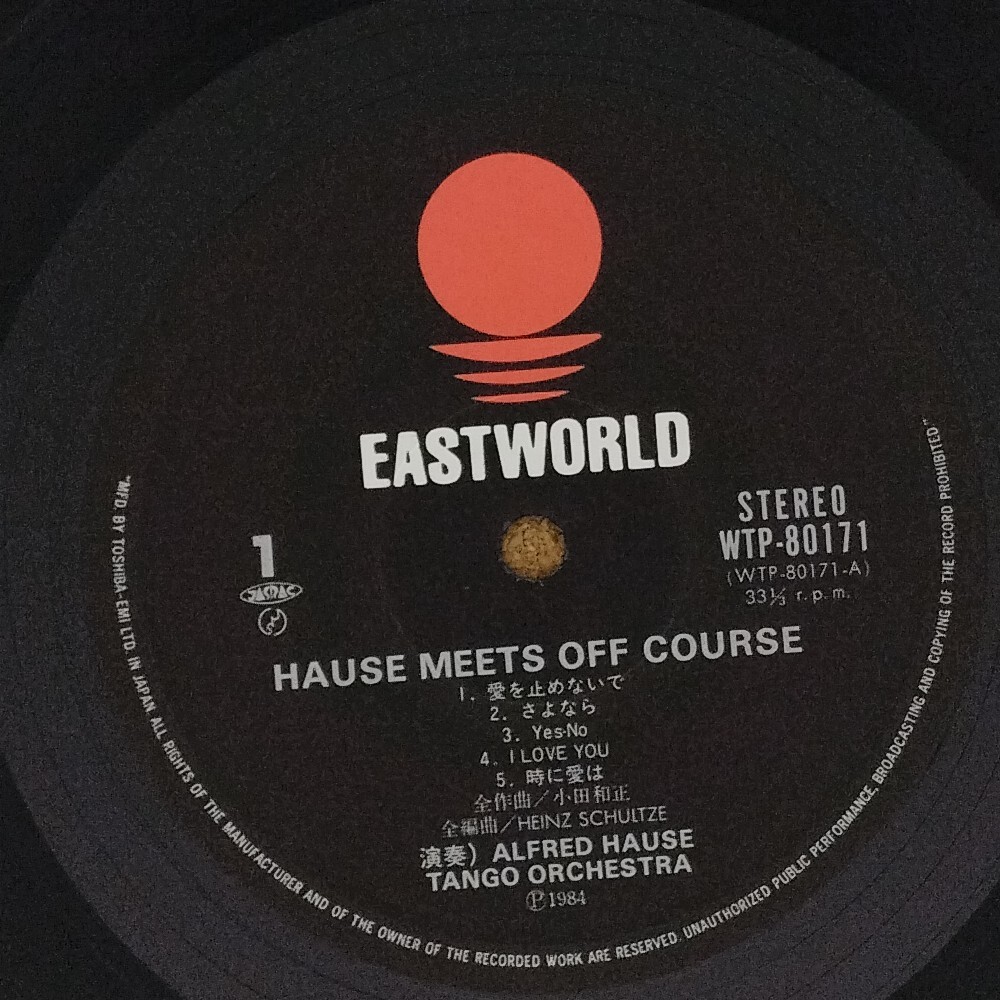 EASTWORLD
1
JASRAC
STEREO
WTP-80171
(WTP-80171-A)
33⅓ r.p.m.
HAUSE MEETS OFF COURSE
1. 愛を止めないで
2. さよなら
3. Yes-No
4. I LOVE YOU
5. 時に愛は
全作曲/小田和正
全編曲/HEINZ SCHULTZE
演奏) ALFRED HAUSE
TANGO ORCHESTRA
Ⓟ1984
"MFD. BY TOSHIBA-EMI LTD. IN JAPAN. ALL RIGHTS OF THE MANUFACTURER AND OF THE OWNER OF THE RECORDED WORK ARE RESERVED. UNAUTHORIZED PUBLIC PERFORMANCE, BROADCASTING AND COPYING OF THE RECORD PROHIBITED."